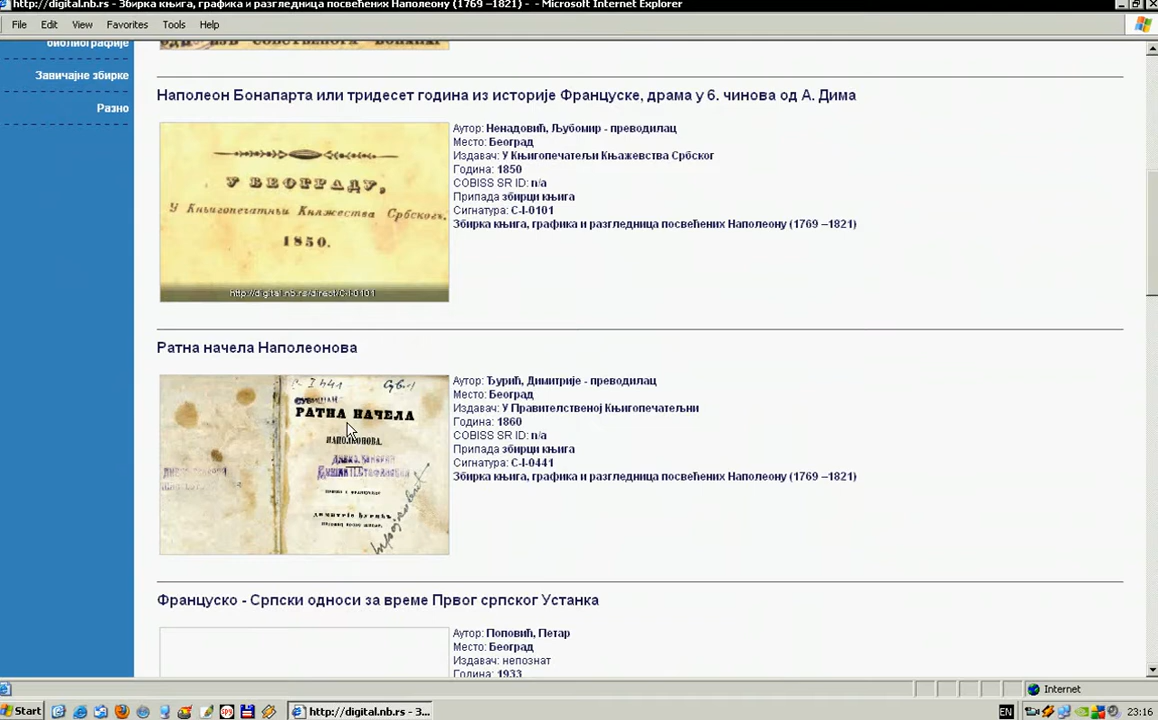 http://digital.nb.rs - Збирка књига, графика и разгледница посвећених Наполеону (1769 –1821) - - Microsoft Internet Explorer
File Edit View Favorites Tools Help
библиографије
Завичајне збирке
Разно
Наполеон Бонапарта или тридесет година из историје Француске, драма у 6. чинова од А. Дима
У БЕОГРАДУ,
У Књигопечатњи Княжества Србскогъ.
1850.
http://digital.nb.rs/direct/C-I-0101
Аутор: Ненадовић, Љубомир - преводилац
Место: Београд
Издавач: У Књигопечатељи Књажевства Србског
Година: 1850
COBISS SR ID: n/a
Припада збирци књига
Сигнатура: C-I-0101
Збирка књига, графика и разгледница посвећених Наполеону (1769 –1821)
Ратна начела Наполеонова
РАТНА НАЧЕЛА
НАПОЛЕОНОВА.
Аутор: Ђурић, Димитрије - преводилац
Место: Београд
Издавач: У Правителственој Књигопечатељни
Година: 1860
COBISS SR ID: n/a
Припада збирци књига
Сигнатура: C-I-0441
Збирка књига, графика и разгледница посвећених Наполеону (1769 –1821)
Француско - Српски односи за време Првог српског Устанка
Аутор: Поповић, Петар
Место: Београд
Издавач: непознат
Година: 1933
Internet
Start
http://digital.nb.rs - З...
EN
23:16